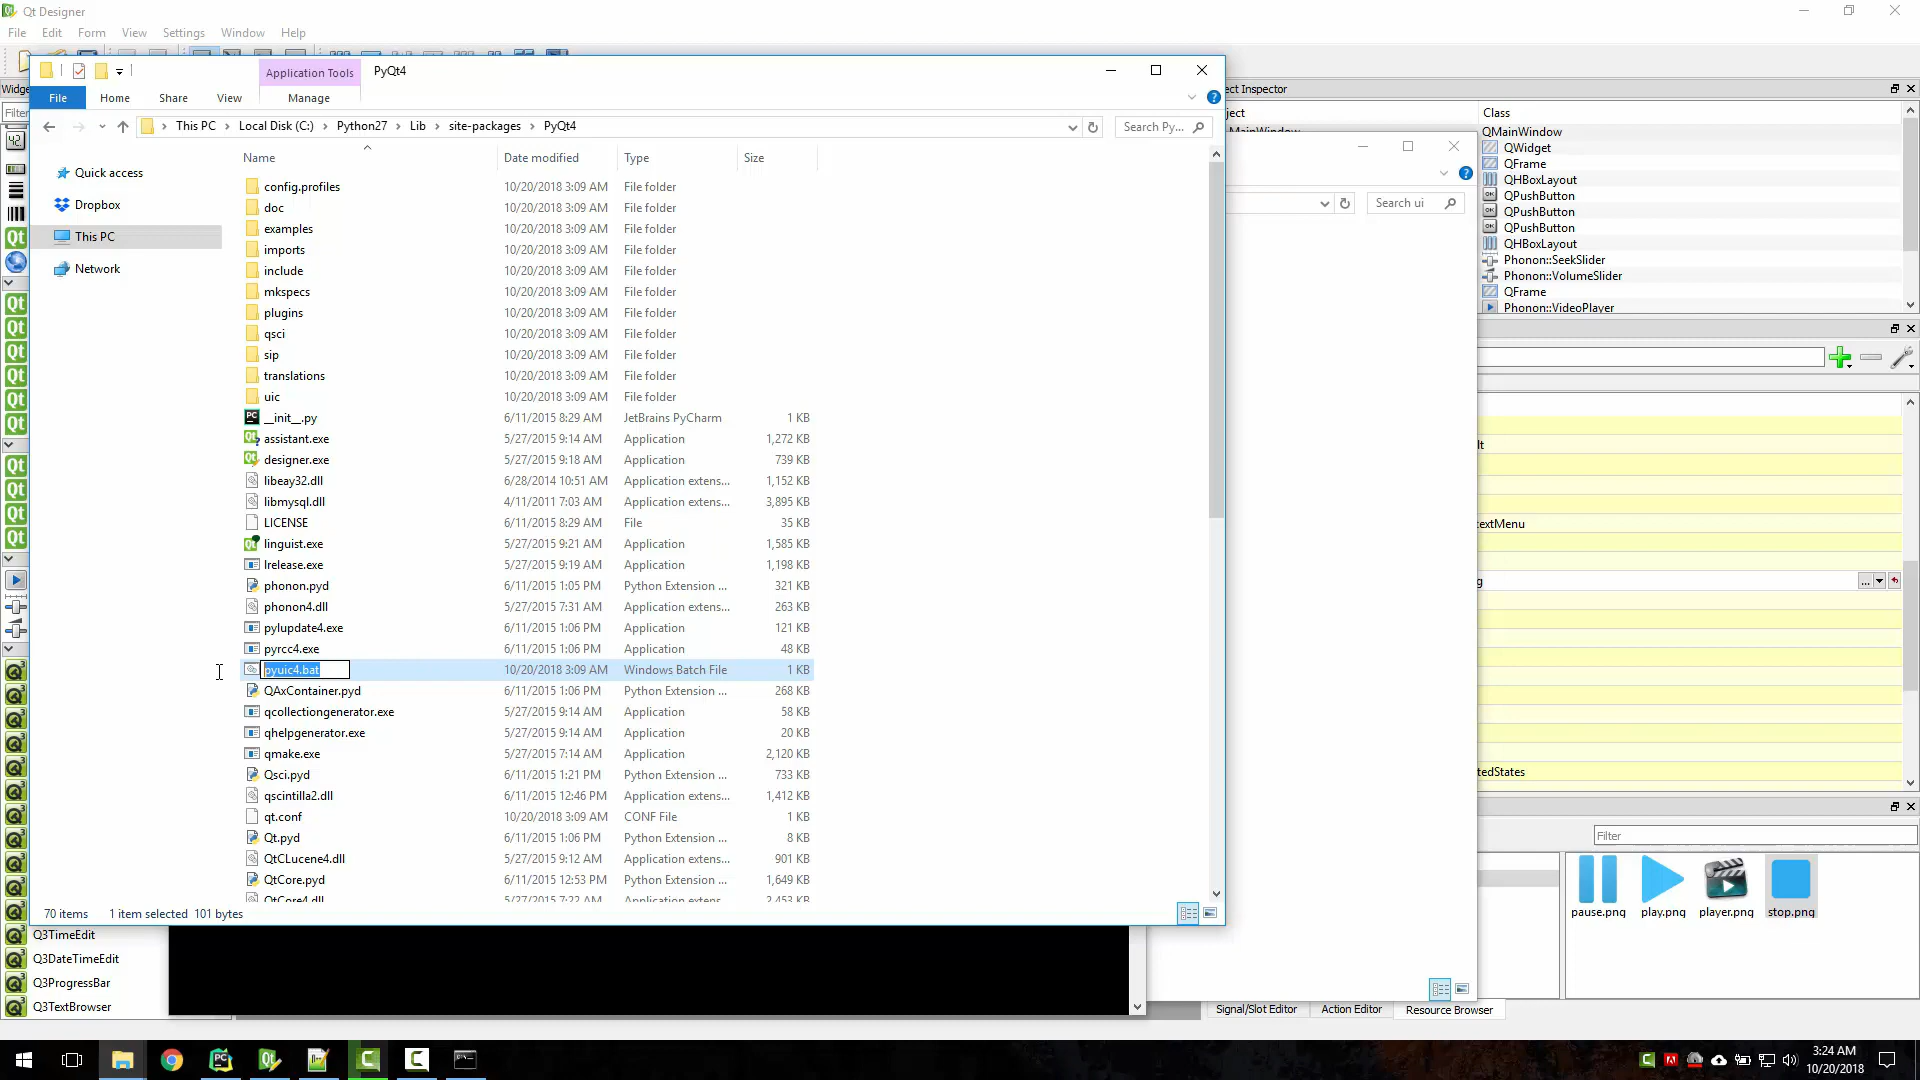 Qt Designer
File Edit Form View Settings Window Help
Application Tools PyQt4
File Home Share View Manage
This PC Local Disk (C:) Python27 Lib site-packages PyQt4 Search Py...
Name Date modified Type Size
Quick access
Dropbox
This PC
Network
config.profiles 10/20/2018 3:09 AM File folder
doc 10/20/2018 3:09 AM File folder
examples 10/20/2018 3:09 AM File folder
imports 10/20/2018 3:09 AM File folder
include 10/20/2018 3:09 AM File folder
mkspecs 10/20/2018 3:09 AM File folder
plugins 10/20/2018 3:09 AM File folder
qsci 10/20/2018 3:09 AM File folder
sip 10/20/2018 3:09 AM File folder
translations 10/20/2018 3:09 AM File folder
uic 10/20/2018 3:09 AM File folder
__init__.py 6/11/2015 8:29 AM JetBrains PyCharm 1 KB
assistant.exe 5/27/2015 9:14 AM Application 1,272 KB
designer.exe 5/27/2015 9:18 AM Application 739 KB
libeay32.dll 6/28/2014 10:51 AM Application extens... 1,152 KB
libmysql.dll 4/11/2011 7:03 AM Application extens... 3,895 KB
LICENSE 6/11/2015 8:29 AM File 35 KB
linguist.exe 5/27/2015 9:21 AM Application 1,585 KB
lrelease.exe 5/27/2015 9:19 AM Application 1,198 KB
phonon.pyd 6/11/2015 1:05 PM Python Extension ... 321 KB
phonon4.dll 5/27/2015 7:31 AM Application extens... 263 KB
pylupdate4.exe 6/11/2015 1:06 PM Application 121 KB
pyrcc4.exe 6/11/2015 1:06 PM Application 48 KB
pyuic4.bat 10/20/2018 3:09 AM Windows Batch File 1 KB
QAxContainer.pyd 6/11/2015 1:06 PM Python Extension ... 268 KB
qcollectiongenerator.exe 5/27/2015 9:14 AM Application 58 KB
qhelpgenerator.exe 5/27/2015 9:14 AM Application 20 KB
qmake.exe 5/27/2015 7:14 AM Application 2,120 KB
Qsci.pyd 6/11/2015 1:21 PM Python Extension ... 733 KB
qscintilla2.dll 6/11/2015 12:46 PM Application extens... 1,412 KB
qt.conf 10/20/2018 3:09 AM CONF File 1 KB
Qt.pyd 6/11/2015 1:06 PM Python Extension ... 8 KB
QtCLucene4.dll 5/27/2015 9:12 AM Application extens... 901 KB
QtCore.pyd 6/11/2015 12:53 PM Python Extension ... 1,649 KB
QtCore4.dll 5/27/2015 7:22 AM Application extens... 2,453 KB
70 items 1 item selected 101 bytes
Q3TimeEdit
Q3DateTimeEdit
Q3ProgressBar
Q3TextBrowser
Search ui
ect Inspector
ject Class
MainWindow QMainWindow
QWidget
QFrame
QHBoxLayout
QPushButton
QPushButton
QPushButton
QHBoxLayout
Phonon::SeekSlider
Phonon::VolumeSlider
QFrame
Phonon::VideoPlayer
lt
textMenu
g
...
tedStates
Filter
pause.png play.png player.png stop.png
Signal/Slot Editor Action Editor Resource Browser
3:24 AM
10/20/2018